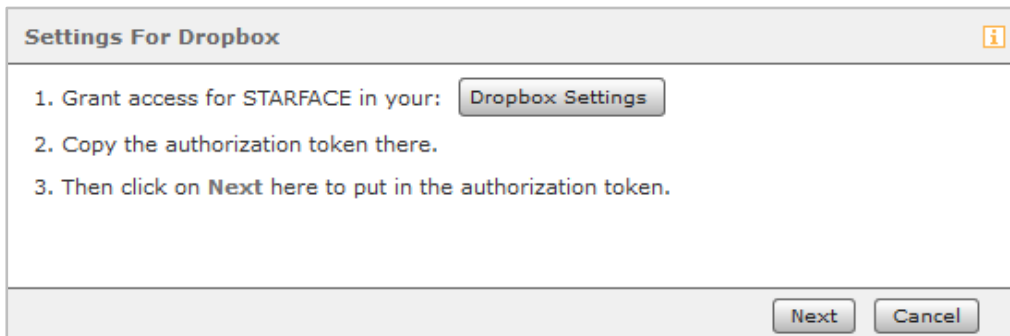 Settings For Dropbox
1. Grant access for STARFACE in your: Dropbox Settings
2. Copy the authorization token there.
3. Then click on Next here to put in the authorization token.
Next Cancel